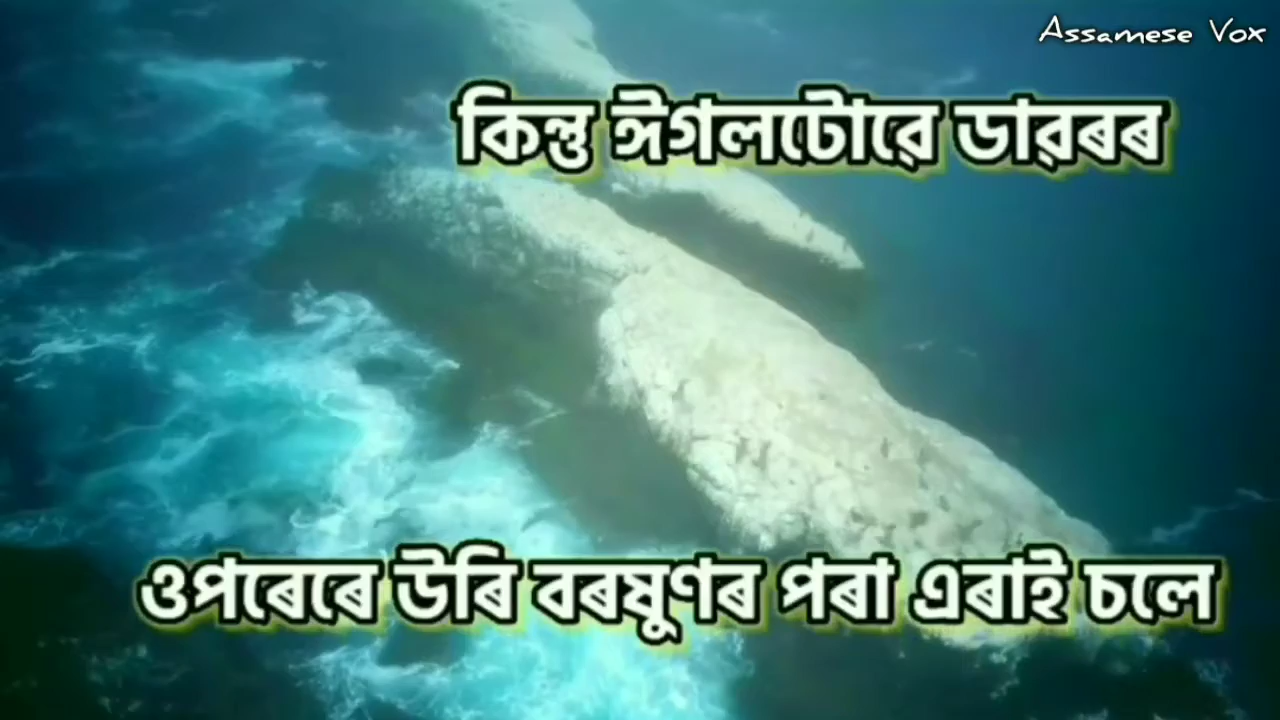 Assamese Vox
কিন্তু ঈগলটোৱে ডাৱৰৰ
ওপৰেৰে উৰি বৰষুণৰ পৰা এৰাই চলে